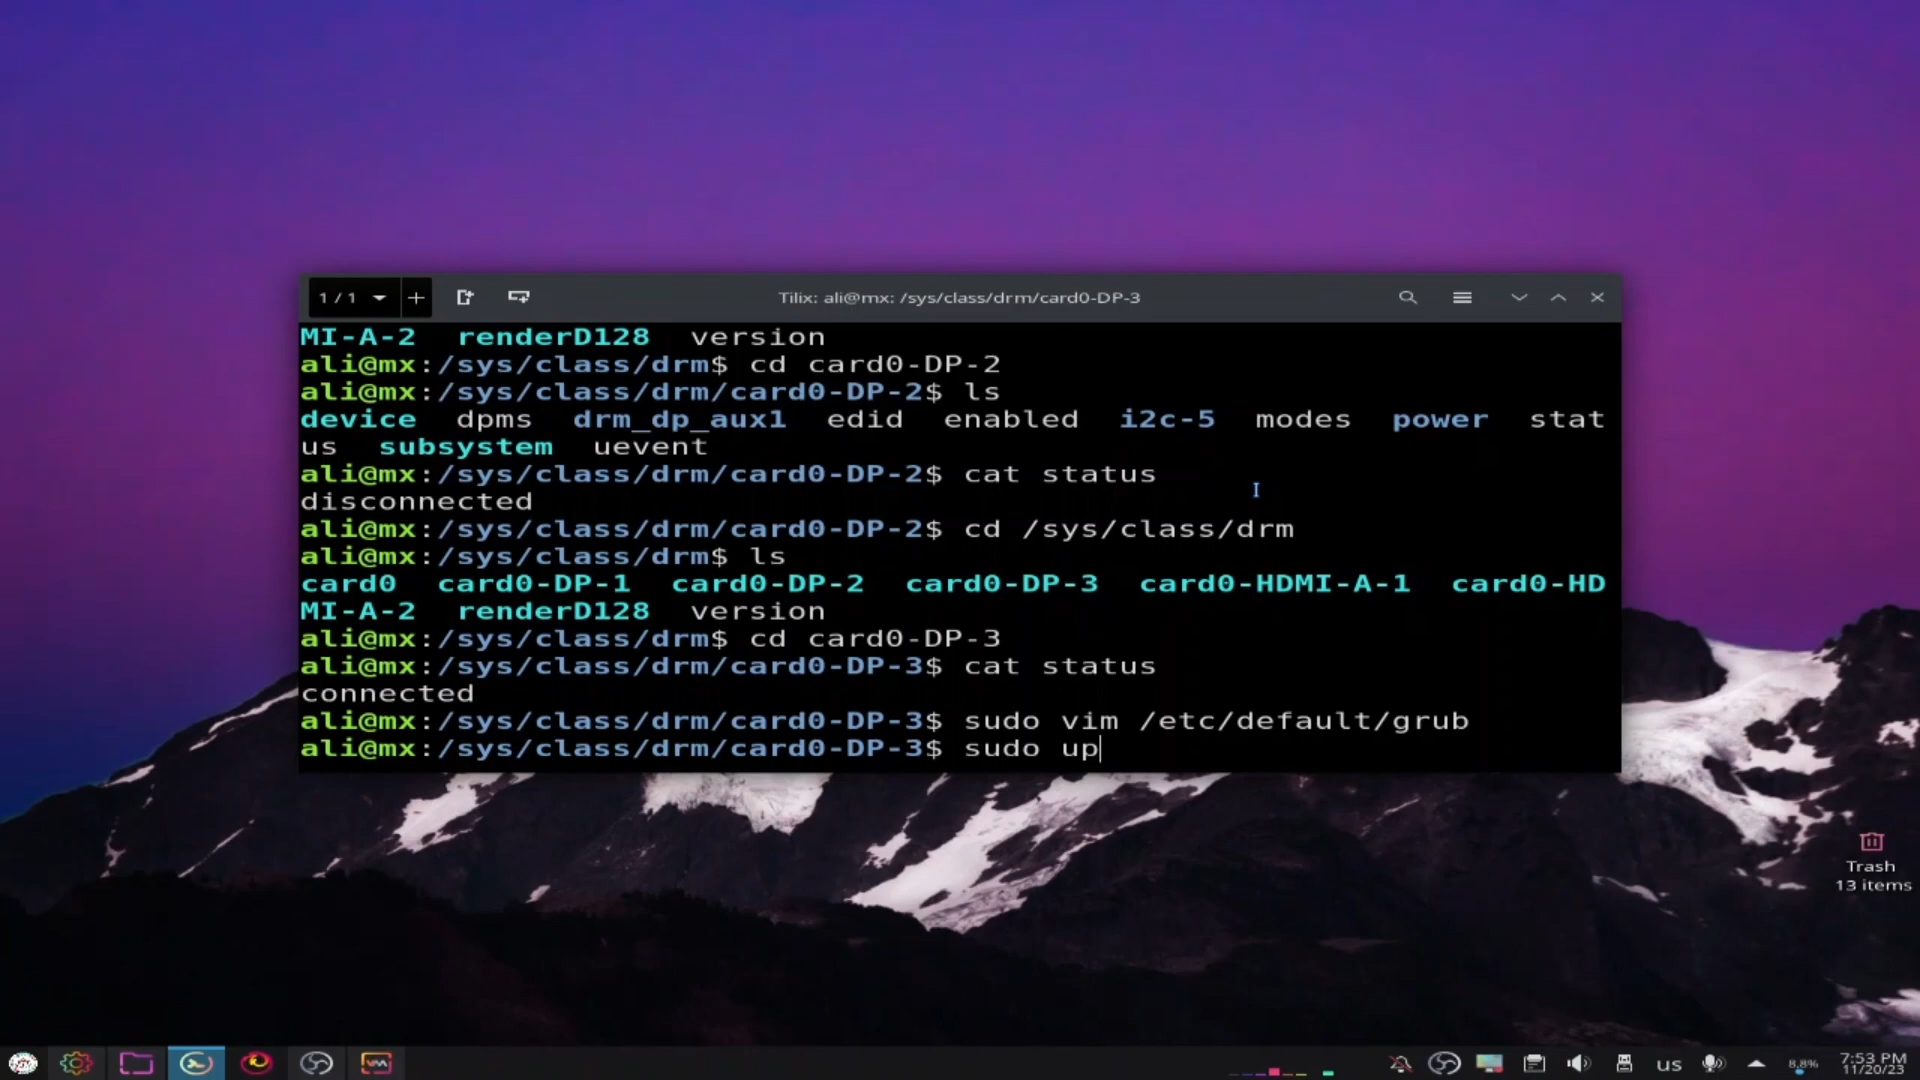 1 / 1
Tilix: ali@mx: /sys/class/drm/card0-DP-3
MI-A-2 renderD128 version
ali@mx:/sys/class/drm$ cd card0-DP-2
ali@mx:/sys/class/drm/card0-DP-2$ ls
device dpms drm_dp_aux1 edid enabled i2c-5 modes power stat
us subsystem uevent
ali@mx:/sys/class/drm/card0-DP-2$ cat status
disconnected
ali@mx:/sys/class/drm/card0-DP-2$ cd /sys/class/drm
ali@mx:/sys/class/drm$ ls
card0 card0-DP-1 card0-DP-2 card0-DP-3 card0-HDMI-A-1 card0-HD
MI-A-2 renderD128 version
ali@mx:/sys/class/drm$ cd card0-DP-3
ali@mx:/sys/class/drm/card0-DP-3$ cat status
connected
ali@mx:/sys/class/drm/card0-DP-3$ sudo vim /etc/default/grub
ali@mx:/sys/class/drm/card0-DP-3$ sudo up
Trash
13 items
us
8.8%
7:53 PM
11/20/23